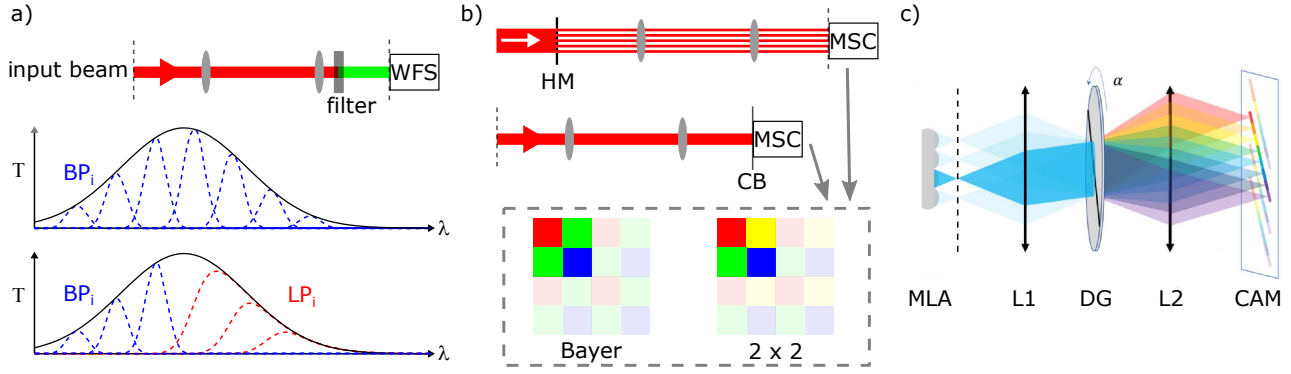 a)
input beam
WFS
filter
T
BPi
λ
T
BPi
LPi
λ
b)
MSC
HM
MSC
CB
Bayer
2 x 2
c)
α
MLA
L1
DG
L2
CAM